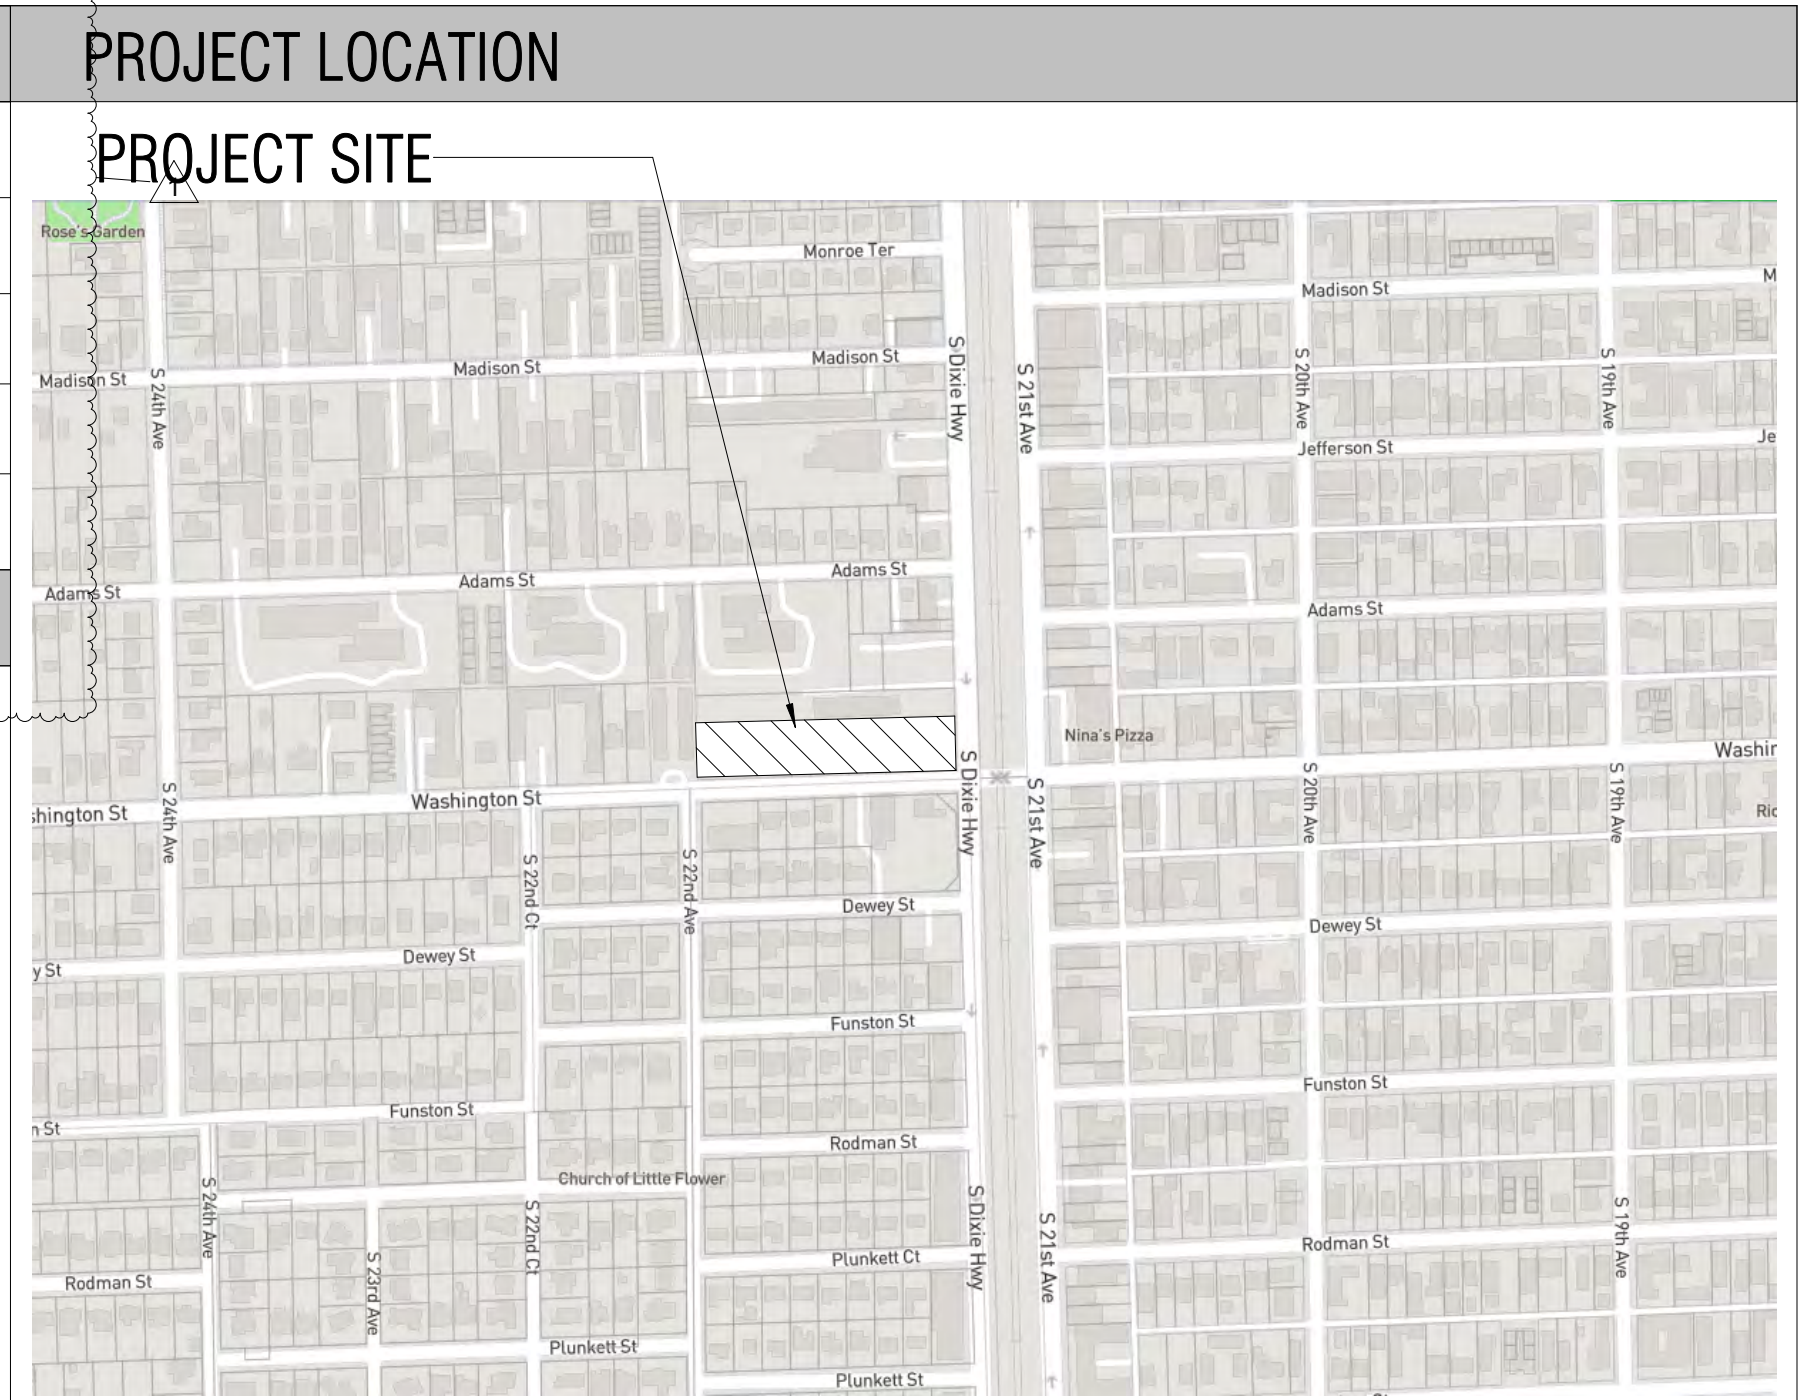 PROJECT LOCATION
PROJECT SITE
1
Rose's Garden
Monroe Ter
Madison St
Madison St
Madison St
Madison St
S 24th Ave
S Dixie Hwy
S 21st Ave
S 20th Ave
S 19th Ave
Jefferson St
Adams St
Adams St
Adams St
Adams St
Nina's Pizza
Washington St
S 24th Ave
S Dixie Hwy
S 21st Ave
S 20th Ave
S 19th Ave
S 22nd Ct
S 22nd Ave
Dewey St
Dewey St
Dewey St
Funston St
Funston St
Funston St
Rodman St
Church of Little Flower
S 24th Ave
S 22nd Ct
S Dixie Hwy
S 21st Ave
S 19th Ave
Rodman St
Plunkett Ct
S 23rd Ave
Rodman St
Plunkett St
Plunkett St